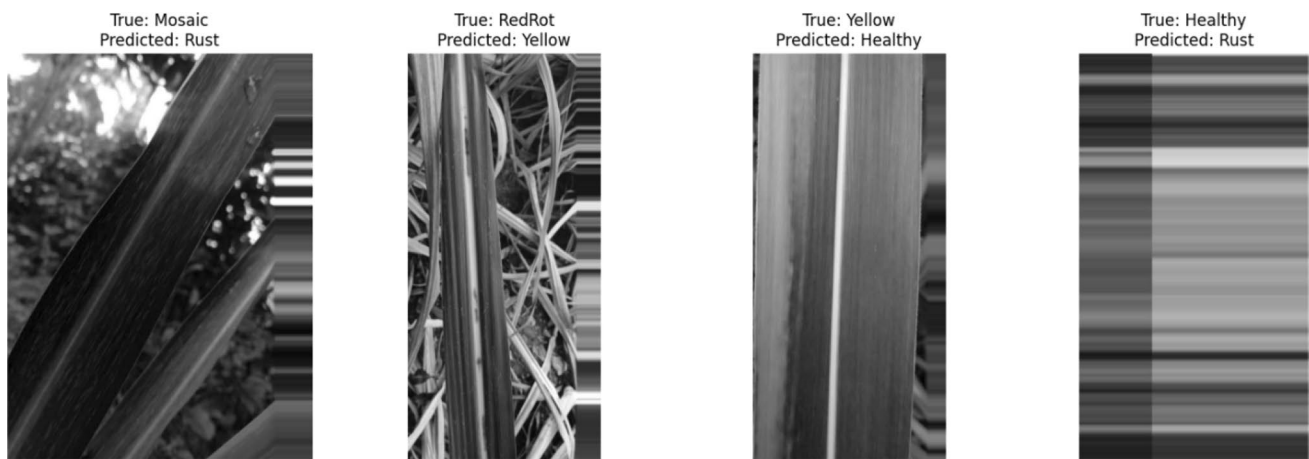 True: Mosaic
Predicted: Rust
True: RedRot
Predicted: Yellow
True: Yellow
Predicted: Healthy
True: Healthy
Predicted: Rust